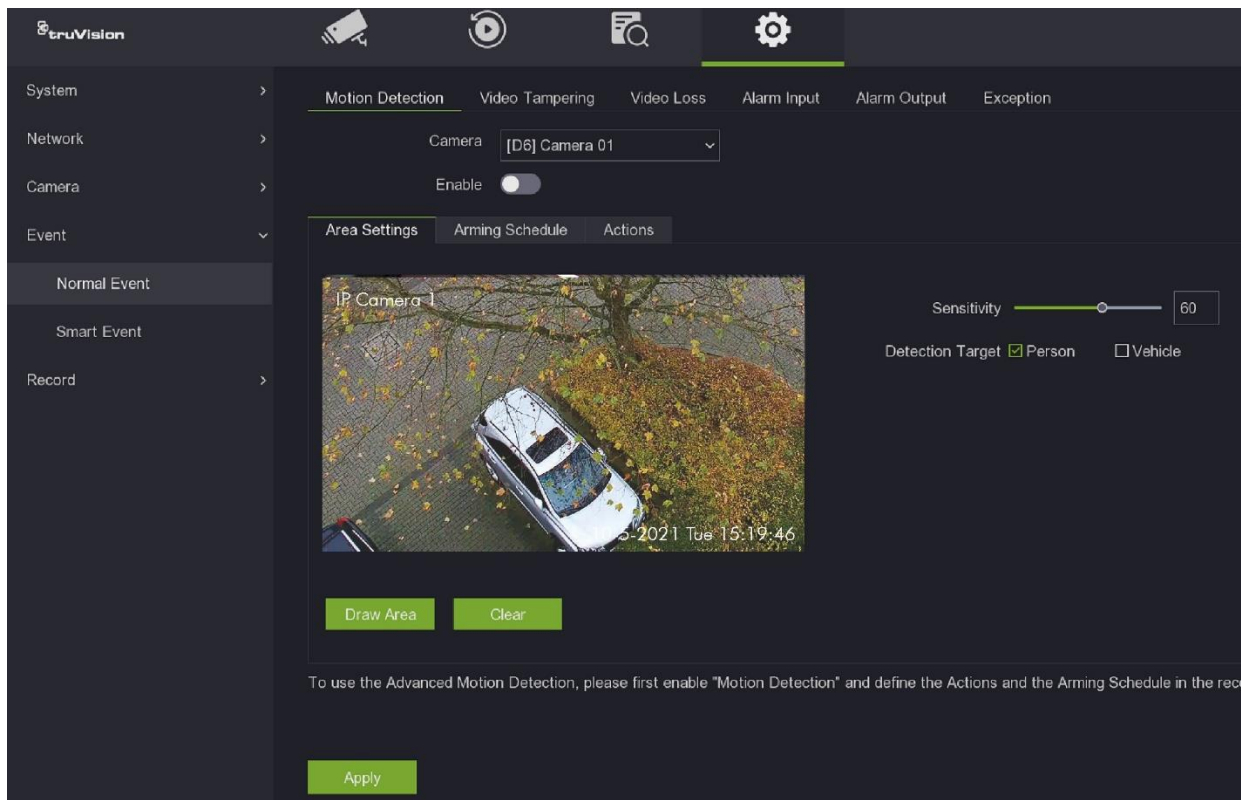 truVision
System
Network
Camera
Event
Normal Event
Smart Event
Record
Motion Detection Video Tampering Video Loss Alarm Input Alarm Output Exception
Camera [D6] Camera 01
Enable
Area Settings Arming Schedule Actions
IP Camera 1
5-2021 Tue 15:19:46
Sensitivity 60
Detection Target Person Vehicle
Draw Area Clear
To use the Advanced Motion Detection, please first enable "Motion Detection" and define the Actions and the Arming Schedule in the
Apply